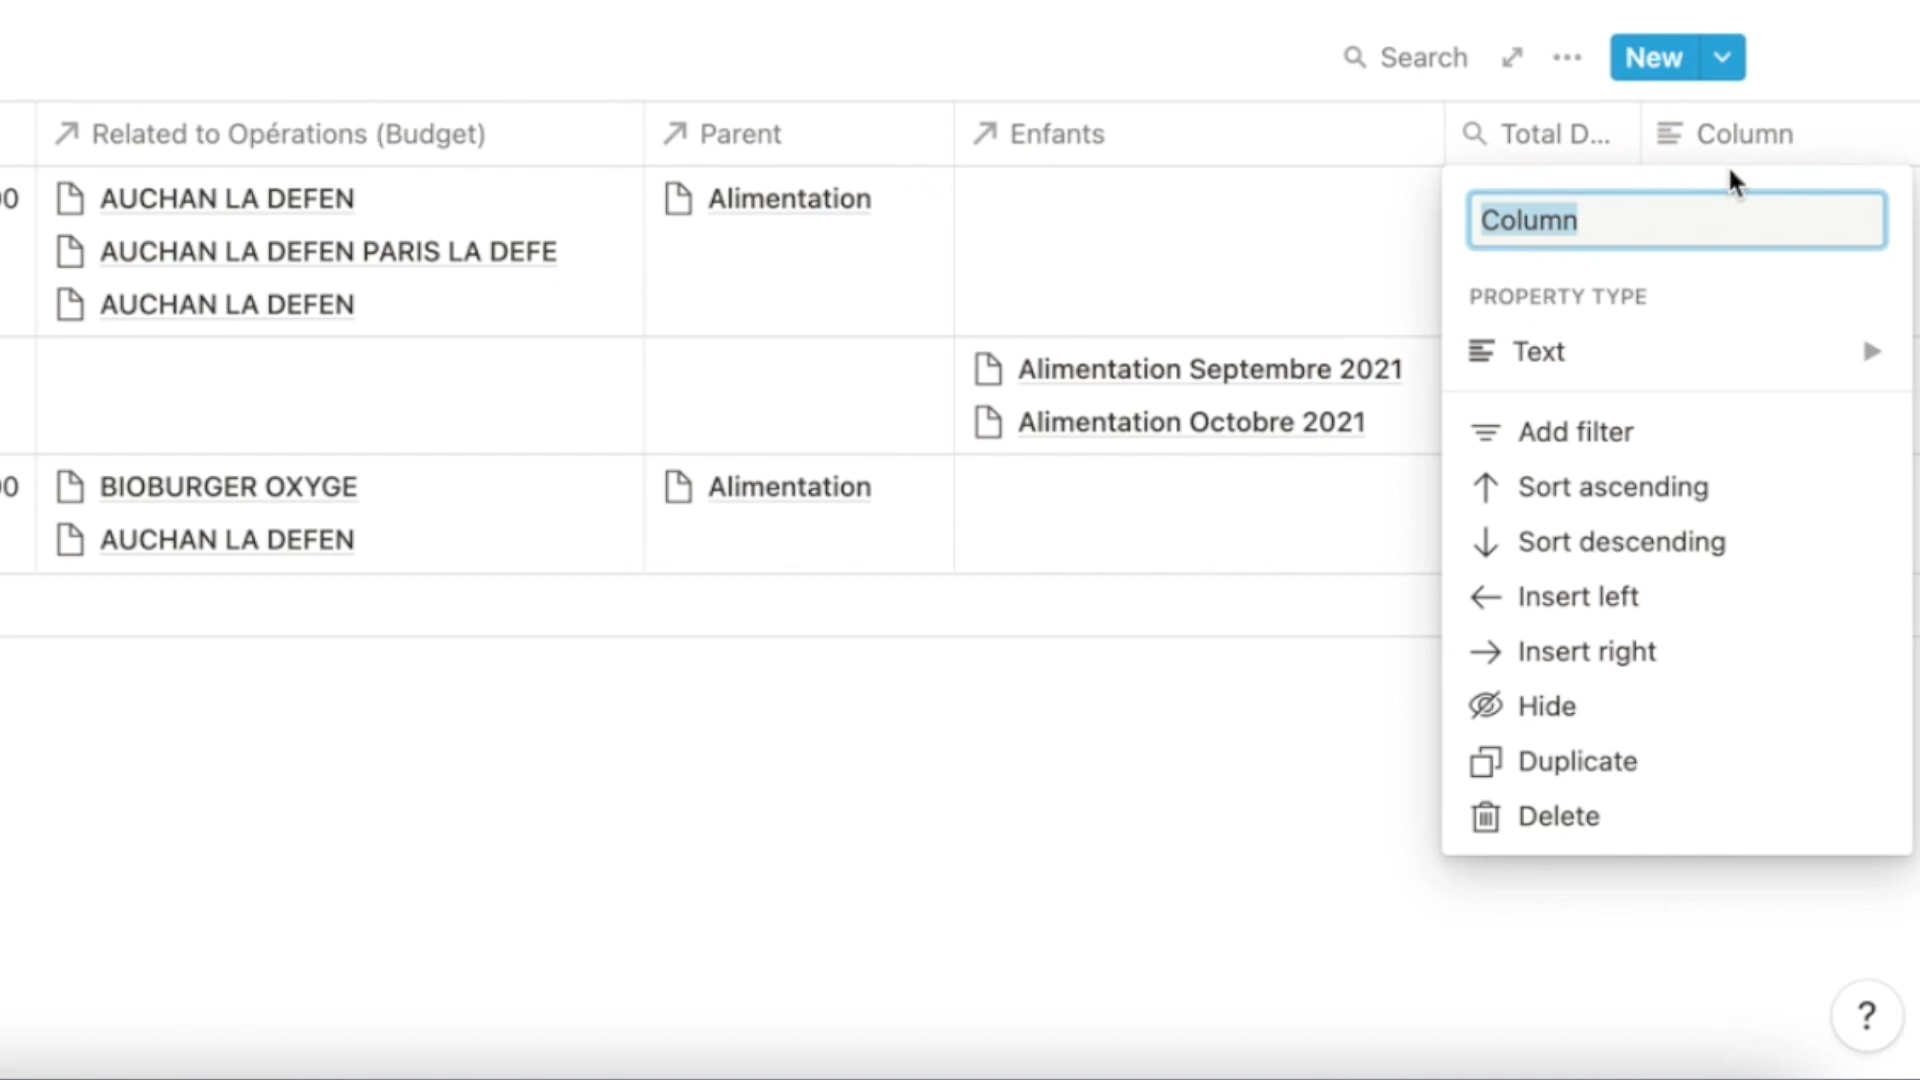 Search
New
Related to Opérations (Budget)
Parent
Enfants
Total D...
Column
00
AUCHAN LA DEFEN
Alimentation
AUCHAN LA DEFEN PARIS LA DEFE
AUCHAN LA DEFEN
Alimentation Septembre 2021
Alimentation Octobre 2021
00
BIOBURGER OXYGE
Alimentation
AUCHAN LA DEFEN
Column
PROPERTY TYPE
Text
Add filter
Sort ascending
Sort descending
Insert left
Insert right
Hide
Duplicate
Delete
?